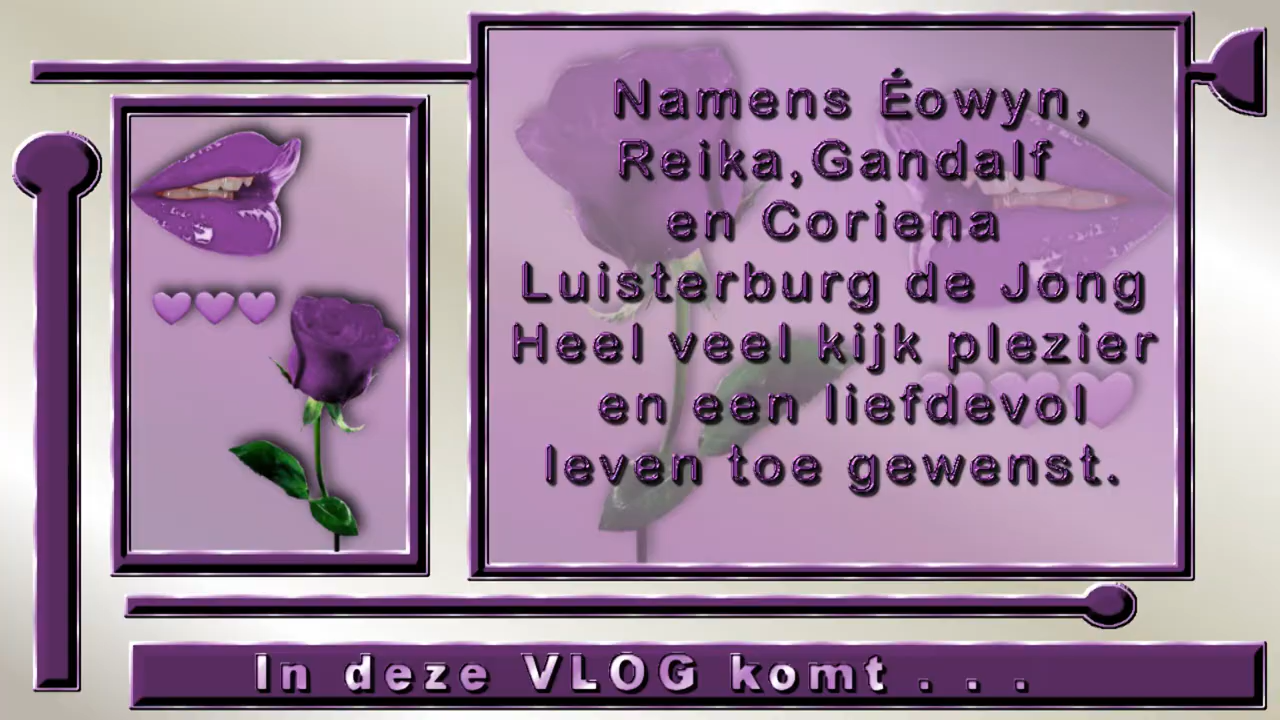 Namens Éowyn,
Reika,Gandalf
en Coriena
Luisterburg de Jong
Heel veel kijk plezier
en een liefdevol
leven toe gewenst.
In deze VLOG komt . . .